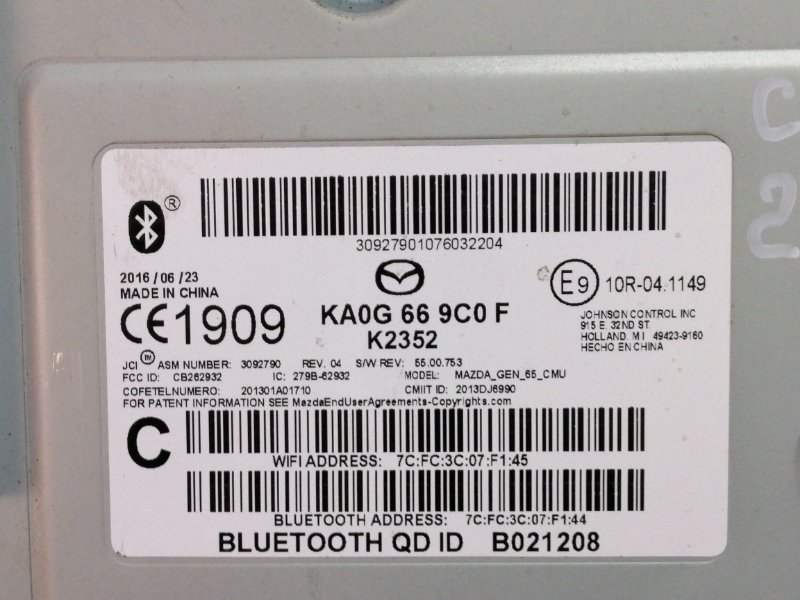 C
2
®
30927901076032204
2016 / 06 / 23
MADE IN CHINA
CE1909
KA0G 66 9C0 F
K2352
E9 10R-04.1149
JOHNSON CONTROL INC
915 E. 32ND ST.
HOLLAND. M I 49423-9160
HECHO EN CHINA
JCI TM ASM NUMBER: 3092790 REV. 04 S/W REV: 55.00.753
FCC ID: CB262932 IC: 279B-62932 MODEL: MAZDA_GEN_65_CMU
COFETELNUMERO: 201301A01710 CMIIT ID: 2013DJ6990
FOR PATENT INFORMATION SEE MazdaEndUserAgreements-Copyrights.com
C
WIFI ADDRESS: 7C:FC:3C:07:F1:45
BLUETOOTH ADDRESS: 7C:FC:3C:07:F1:44
BLUETOOTH QD ID B021208